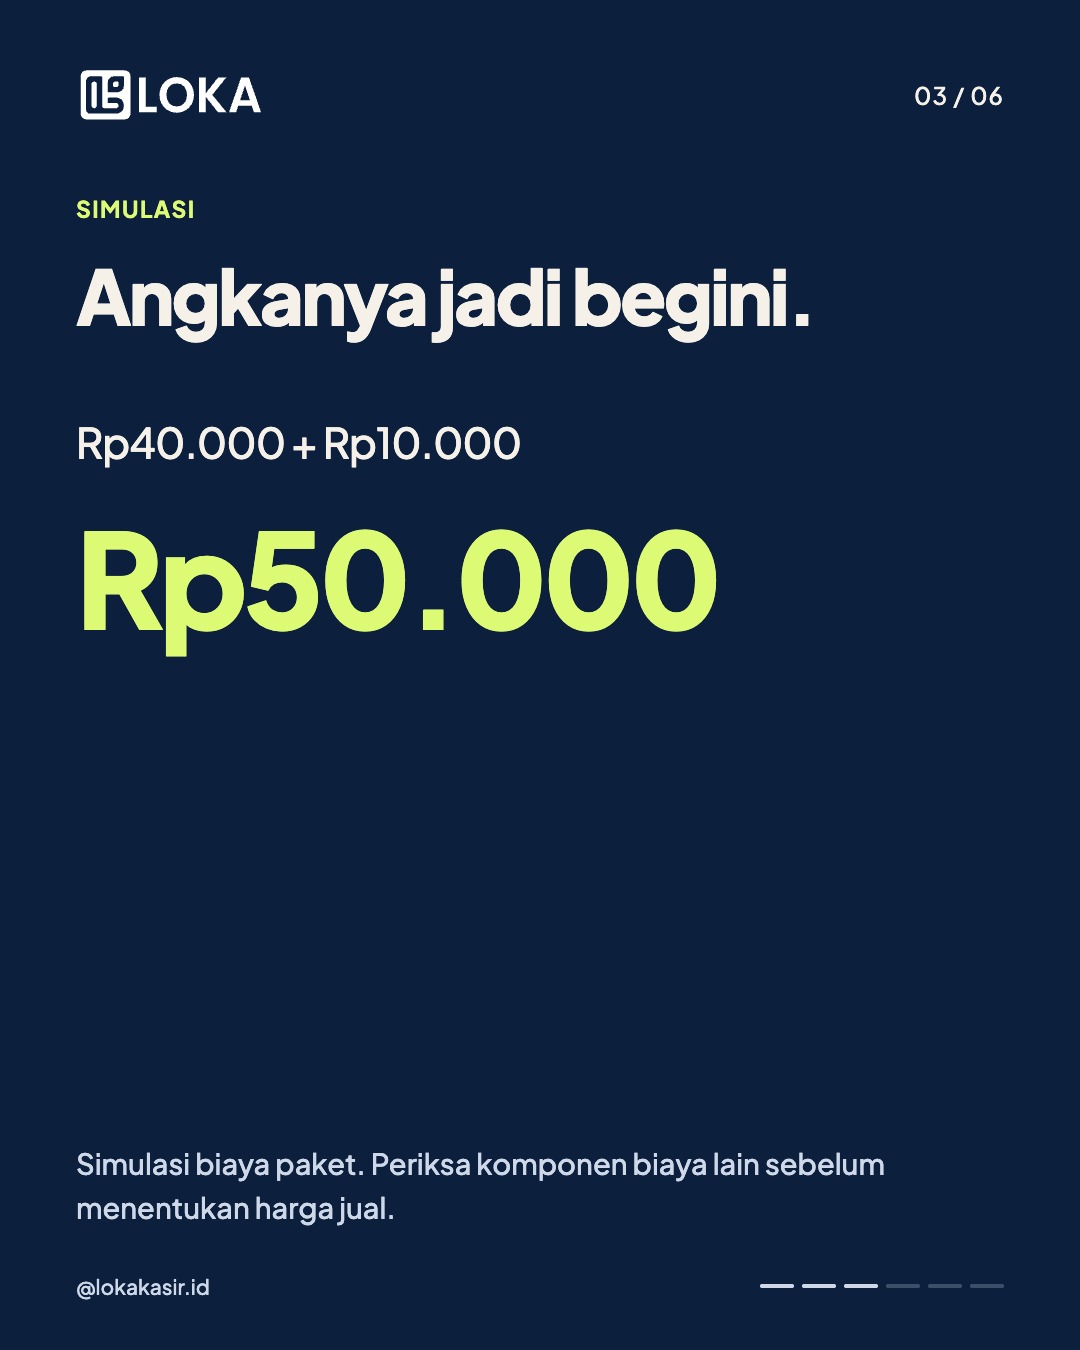 LOKA
03 / 06
SIMULASI
Angkanya jadi begini.
Rp40.000 + Rp10.000
Rp50.000
Simulasi biaya paket. Periksa komponen biaya lain sebelum
menentukan harga jual.
@lokakasir.id